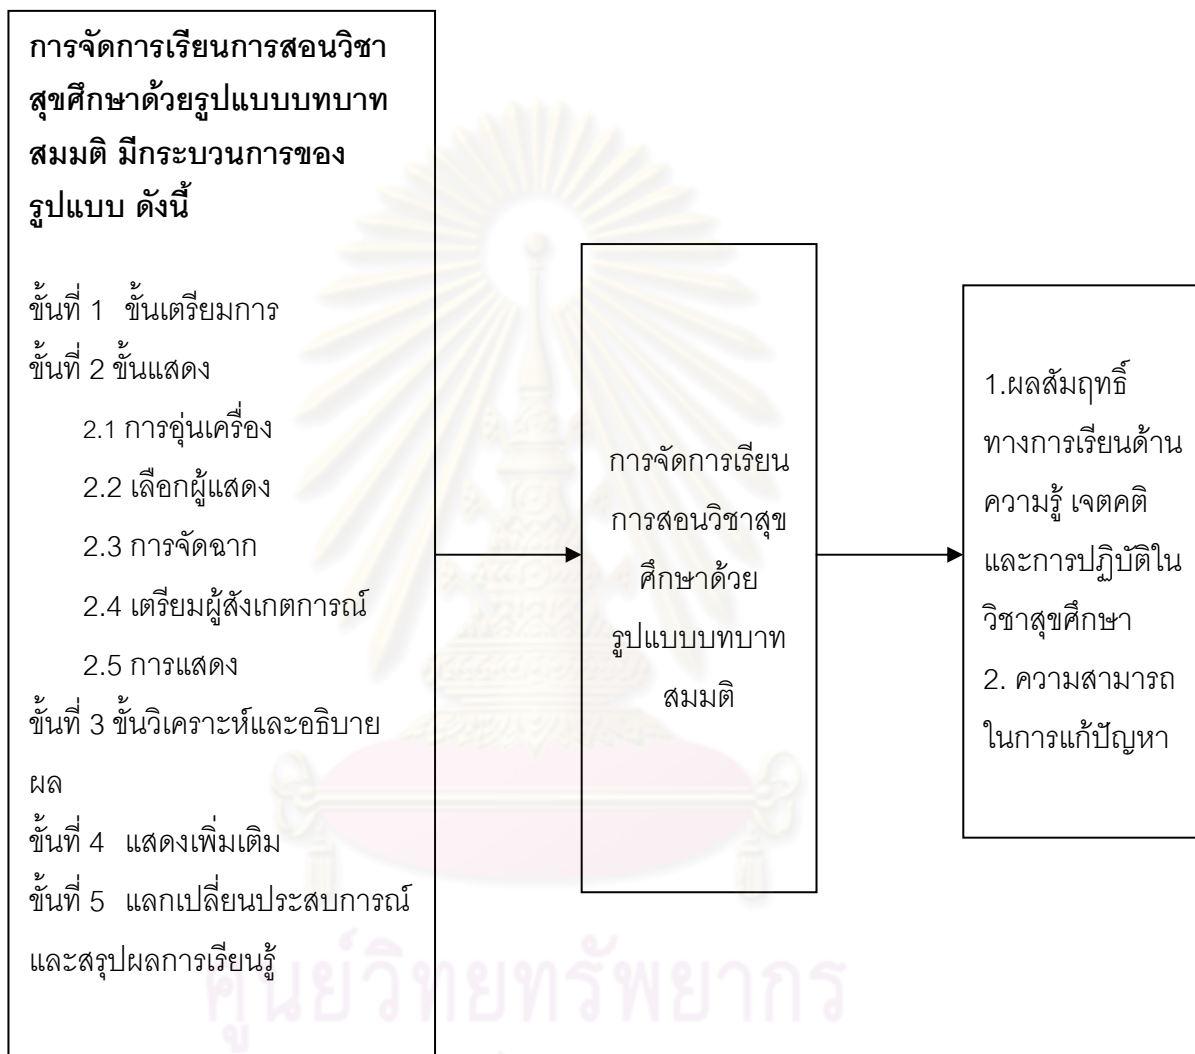 การจัดการเรียนการสอนวิชา
สุขศึกษาด้วยรูปแบบบทบาท
สมมติ มีกระบวนการของ
รูปแบบ ดังนี้
ขั้นที่ 1 ขั้นเตรียมการ
ขั้นที่ 2 ขั้นแสดง
2.1 การอุ่นเครื่อง
2.2 เลือกผู้แสดง
2.3 การจัดฉาก
2.4 เตรียมผู้สังเกตการณ์
2.5 การแสดง
ขั้นที่ 3 ขั้นวิเคราะห์และอธิบาย
ผล
ขั้นที่ 4 แสดงเพิ่มเติม
ขั้นที่ 5 แลกเปลี่ยนประสบการณ์
และสรุปผลการเรียนรู้
การจัดการเรียน
การสอนวิชาสุข
ศึกษาด้วย
รูปแบบบทบาท
สมมติ
1.ผลสัมฤทธิ์
ทางการเรียนด้าน
ความรู้ เจตคติ
และการปฏิบัติใน
วิชาสุขศึกษา
2. ความสามารถ
ในการแก้ปัญหา
ศูนย์วิทยทรัพยากร